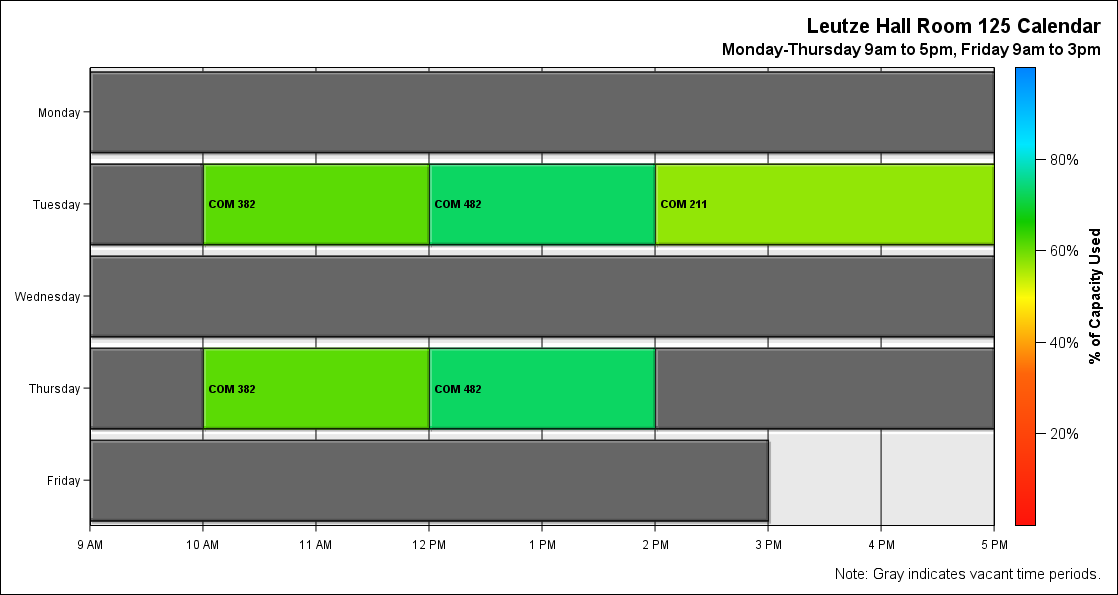 Leutze Hall Room 125 Calendar
Monday-Thursday 9am to 5pm, Friday 9am to 3pm
Monday
Tuesday
COM 382
COM 482
COM 211
Wednesday
Thursday
COM 382
COM 482
Friday
9 AM
10 AM
11 AM
12 PM
1 PM
2 PM
3 PM
4 PM
5 PM
80%
60%
40%
20%
% of Capacity Used
Note: Gray indicates vacant time periods.